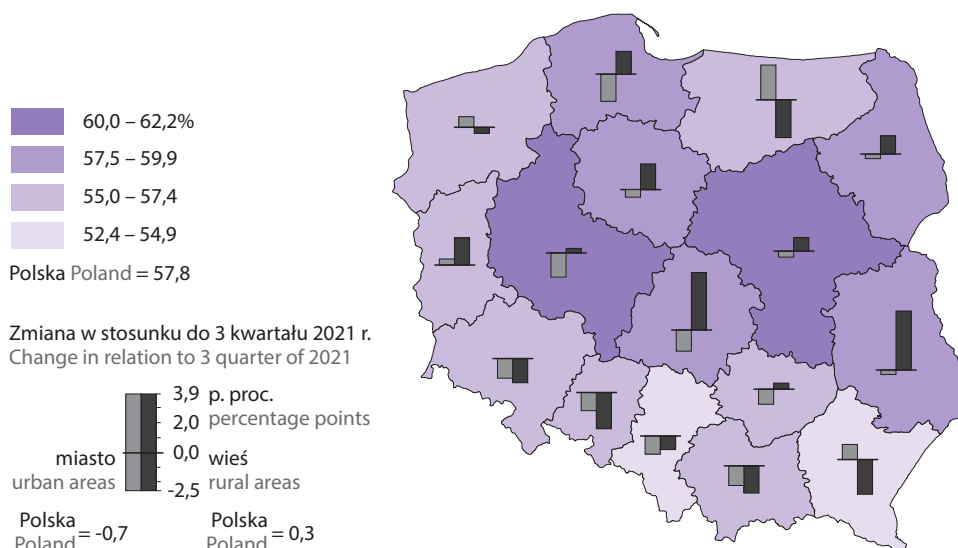 60,0 – 62,2%
57,5 – 59,9
55,0 – 57,4
52,4 – 54,9
Polska Poland = 57,8
Zmiana w stosunku do 3 kwartału 2021 r.
Change in relation to 3 quarter of 2021
3,9 p. proc.
2,0 percentage points
miasto 0,0 wieś
urban areas -2,5 rural areas
Polska = -0,7 Polska = 0,3
Poland Poland